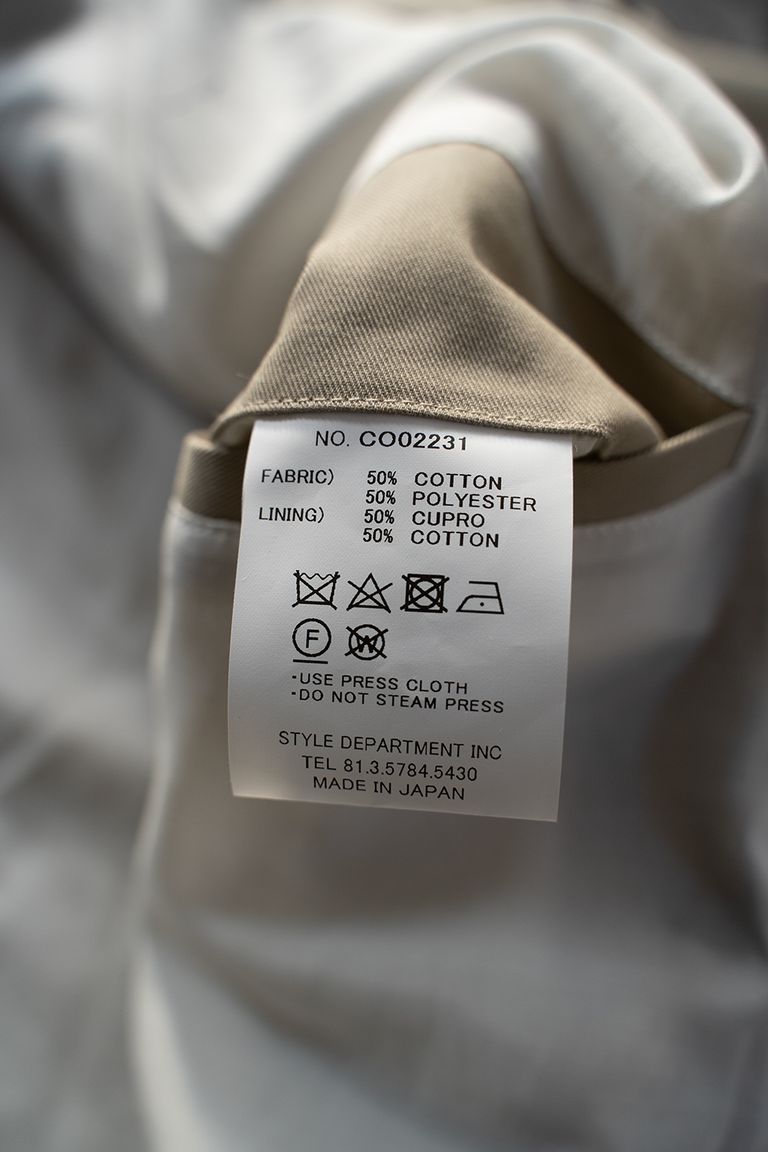 NO. CO02231
FABRIC) 50% COTTON
50% POLYESTER
LINING) 50% CUPRO
50% COTTON
F W
-USE PRESS CLOTH
-DO NOT STEAM PRESS
STYLE DEPARTMENT INC
TEL 81.3.5784.5430
MADE IN JAPAN